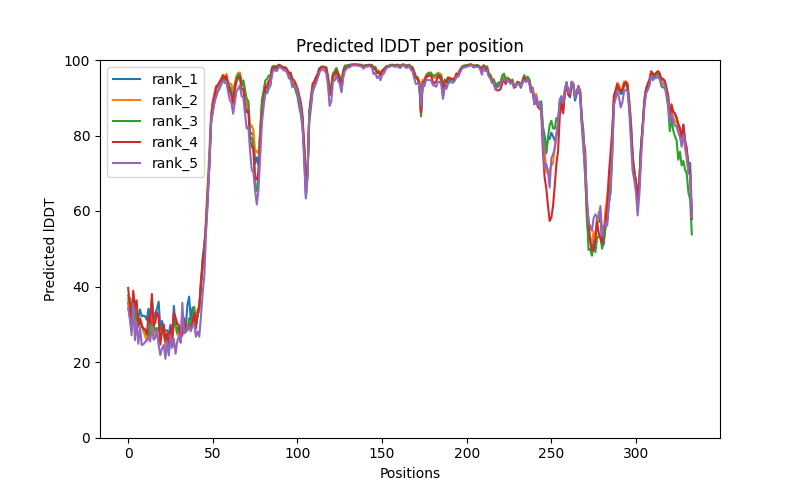 Predicted lDDT per position
100
80
60
40
20
0
Predicted lDDT
rank_1
rank_2
rank_3
rank_4
rank_5
0 50 100 150 200 250 300
Positions